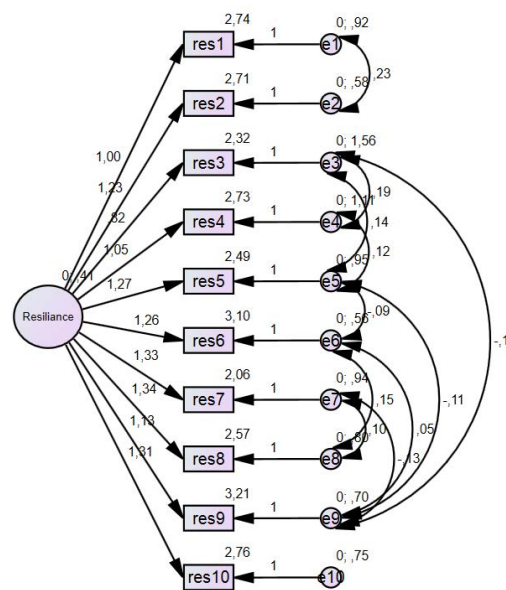 2,74
0; ,92
res1
1
e1
,23
2,71
0; ,58
res2
1
e2
1,00
2,32
0; 1,56
res3
1
e3
1,23
,19
,82
2,73
0; 1,11
res4
1
e4
,14
1,05
,12
0; ,41
2,49
0; ,95
1,27
res5
1
e5
Resiliance
1,26
3,10
0; ,56
-,09
res6
1
e6
-,1
1,33
2,06
0; ,94
1,34
res7
1
e7
,15
-,11
1,13
2,57
0; ,80
,10
,05
1,31
res8
1
e8
-,13
3,21
0; ,70
res9
1
e9
2,76
0; ,75
res10
1
e10